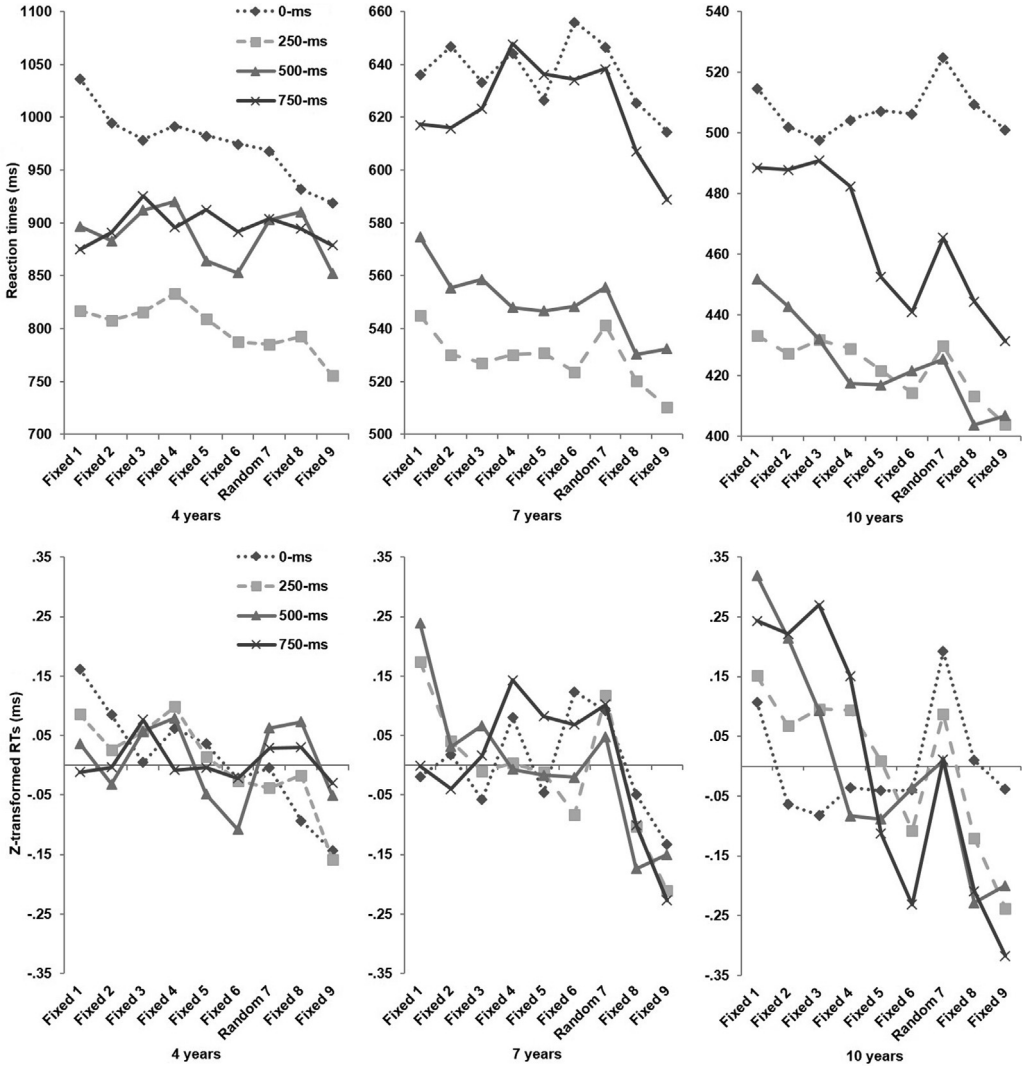 1100
1050
1000
950
900
850
800
750
700
Reaction times (ms)
0-ms
250-ms
500-ms
750-ms
Fixed 1
Fixed 2
Fixed 3
Fixed 4
Fixed 5
Fixed 6
Random 7
Fixed 8
Fixed 9
4 years
660
640
620
600
580
560
540
520
500
Fixed 1
Fixed 2
Fixed 3
Fixed 4
Fixed 5
Fixed 6
Random 7
Fixed 8
Fixed 9
7 years
540
520
500
480
460
440
420
400
Fixed 1
Fixed 2
Fixed 3
Fixed 4
Fixed 5
Fixed 6
Random 7
Fixed 8
Fixed 9
10 years
.35
.25
.15
.05
-.05
-.15
-.25
-.35
Z-transformed RTs (ms)
0-ms
250-ms
500-ms
750-ms
Fixed 1
Fixed 2
Fixed 3
Fixed 4
Fixed 5
Fixed 6
Random 7
Fixed 8
Fixed 9
4 years
.35
.25
.15
.05
-.05
-.15
-.25
-.35
Fixed 1
Fixed 2
Fixed 3
Fixed 4
Fixed 5
Fixed 6
Random 7
Fixed 8
Fixed 9
7 years
.35
.25
.15
.05
-.05
-.15
-.25
-.35
Fixed 1
Fixed 2
Fixed 3
Fixed 4
Fixed 5
Fixed 6
Random 7
Fixed 8
Fixed 9
10 years